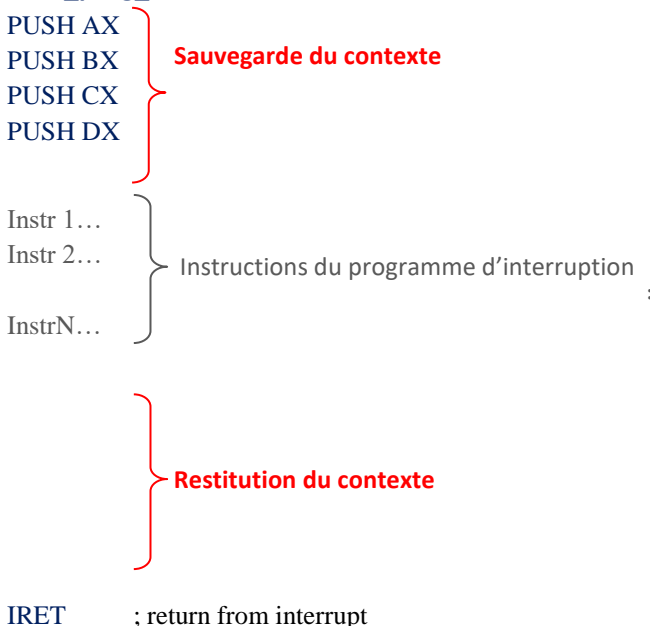 PUSH AX
PUSH BX
Sauvegarde du contexte
PUSH CX
PUSH DX
Instr 1…
Instr 2…
Instructions du programme d’interruption
InstrN…
Restitution du contexte
IRET ; return from interrupt